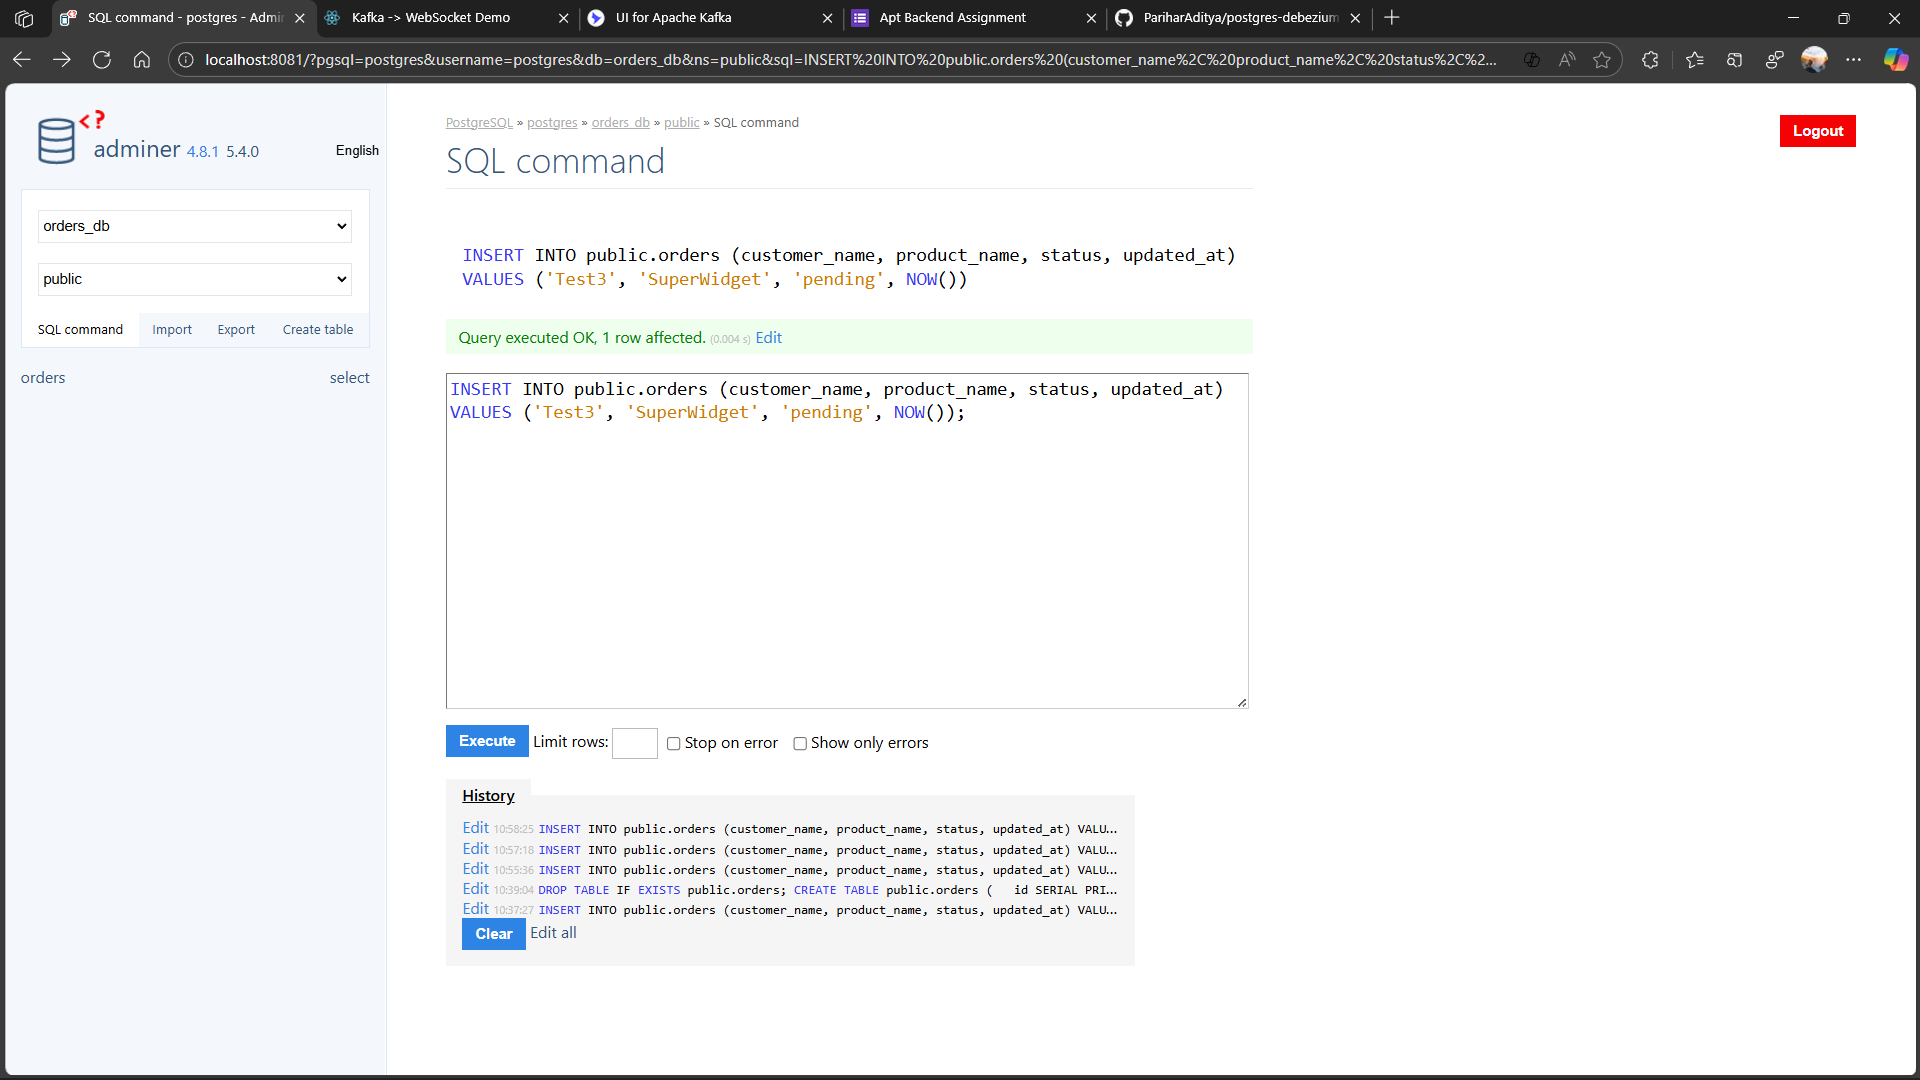 SQL command - postgres - Admi
Kafka -> WebSocket Demo
UI for Apache Kafka
Apt Backend Assignment
PariharAditya/postgres-debezium
localhost:8081/?pgsql=postgres&username=postgres&db=orders_db&ns=public&sql=INSERT%20INTO%20public.orders%20(customer_name%2C%20product_name%2C%20status%2C%2...
adminer 4.8.1 5.4.0
English
orders_db
public
SQL command Import Export Create table
orders select
PostgreSQL » postgres » orders_db » public » SQL command
Logout
SQL command
INSERT INTO public.orders (customer_name, product_name, status, updated_at)
VALUES ('Test3', 'SuperWidget', 'pending', NOW())
Query executed OK, 1 row affected. (0.004 s) Edit
INSERT INTO public.orders (customer_name, product_name, status, updated_at)
VALUES ('Test3', 'SuperWidget', 'pending', NOW());
Execute Limit rows: Stop on error Show only errors
History
Edit 10:58:25 INSERT INTO public.orders (customer_name, product_name, status, updated_at) VALU...
Edit 10:57:18 INSERT INTO public.orders (customer_name, product_name, status, updated_at) VALU...
Edit 10:55:36 INSERT INTO public.orders (customer_name, product_name, status, updated_at) VALU...
Edit 10:39:04 DROP TABLE IF EXISTS public.orders; CREATE TABLE public.orders ( id SERIAL PRI...
Edit 10:37:27 INSERT INTO public.orders (customer_name, product_name, status, updated_at) VALU...
Clear Edit all